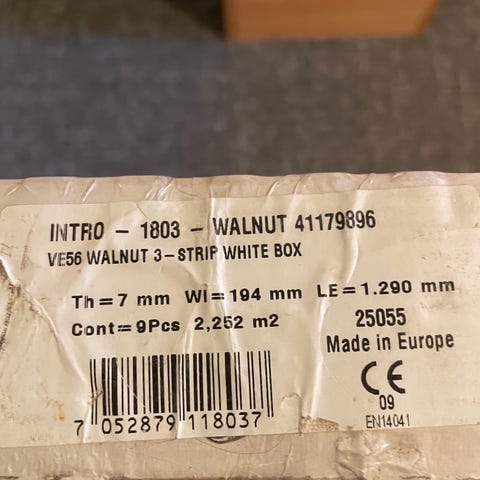 INTRO - 1803 - WALNUT 41179896
VE56 WALNUT 3-STRIP WHITE BOX
Th=7 mm WI=194 mm LE=1.290 mm
Cont=9Pcs 2,252 m2
25055
Made in Europe
CE
09
EN14041
7 052879 118037